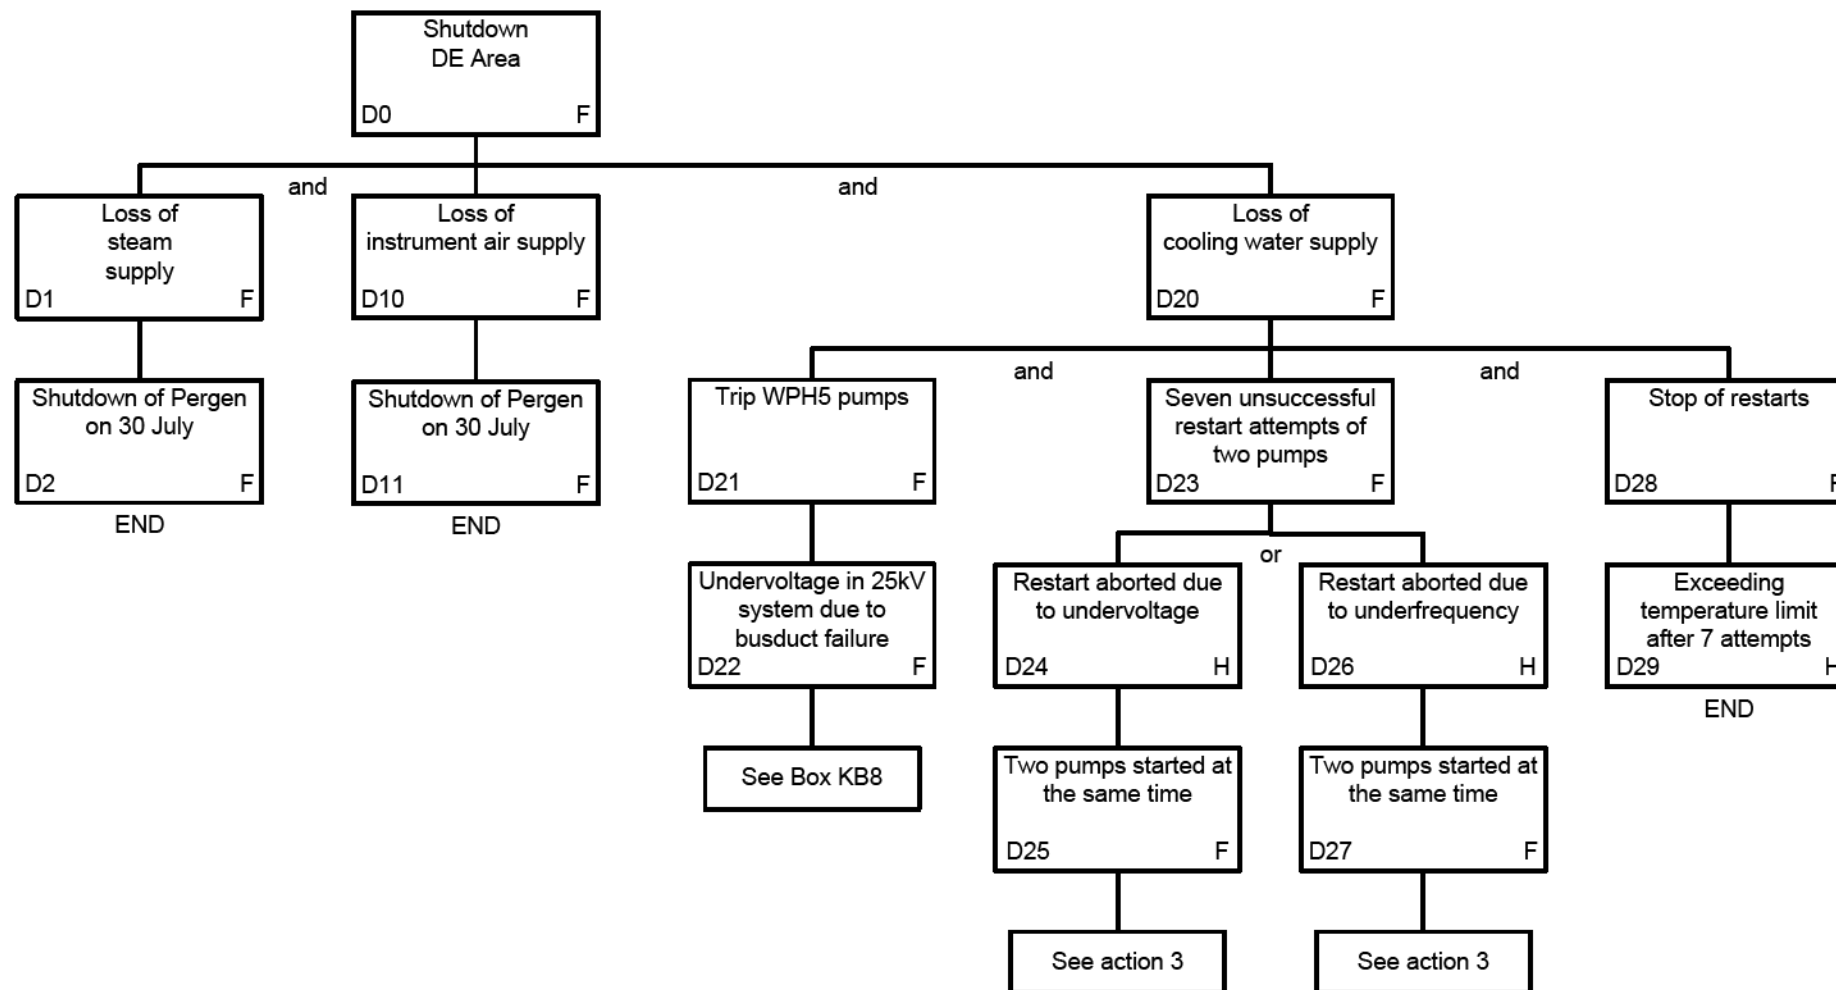 Shutdown
DE Area
D0 F
and
and
Loss of
steam
supply
D1 F
Loss of
instrument air supply
D10 F
Loss of
cooling water supply
D20 F
Shutdown of Pergen
on 30 July
D2 F
END
Shutdown of Pergen
on 30 July
D11 F
END
and
and
Trip WPH5 pumps
D21 F
Seven unsuccessful
restart attempts of
two pumps
D23 F
Stop of restarts
D28 F
or
Undervoltage in 25kV
system due to
busduct failure
D22 F
Restart aborted due
to undervoltage
D24 H
Restart aborted due
to underfrequency
D26 H
Exceeding
temperature limit
after 7 attempts
D29 H
END
See Box KB8
Two pumps started at
the same time
D25 F
Two pumps started at
the same time
D27 F
See action 3
See action 3